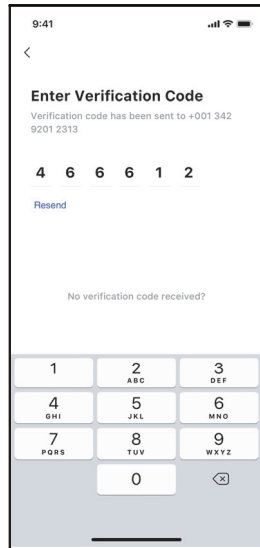 9:41
Enter Verification Code
Verification code has been sent to +001 342
9201 2313
4 6 6 6 1 2
Resend
No verification code received?
1 2 3
ABC DEF
4 5 6
GHI JKL MNO
7 8 9
PQRS TUV WXYZ
0